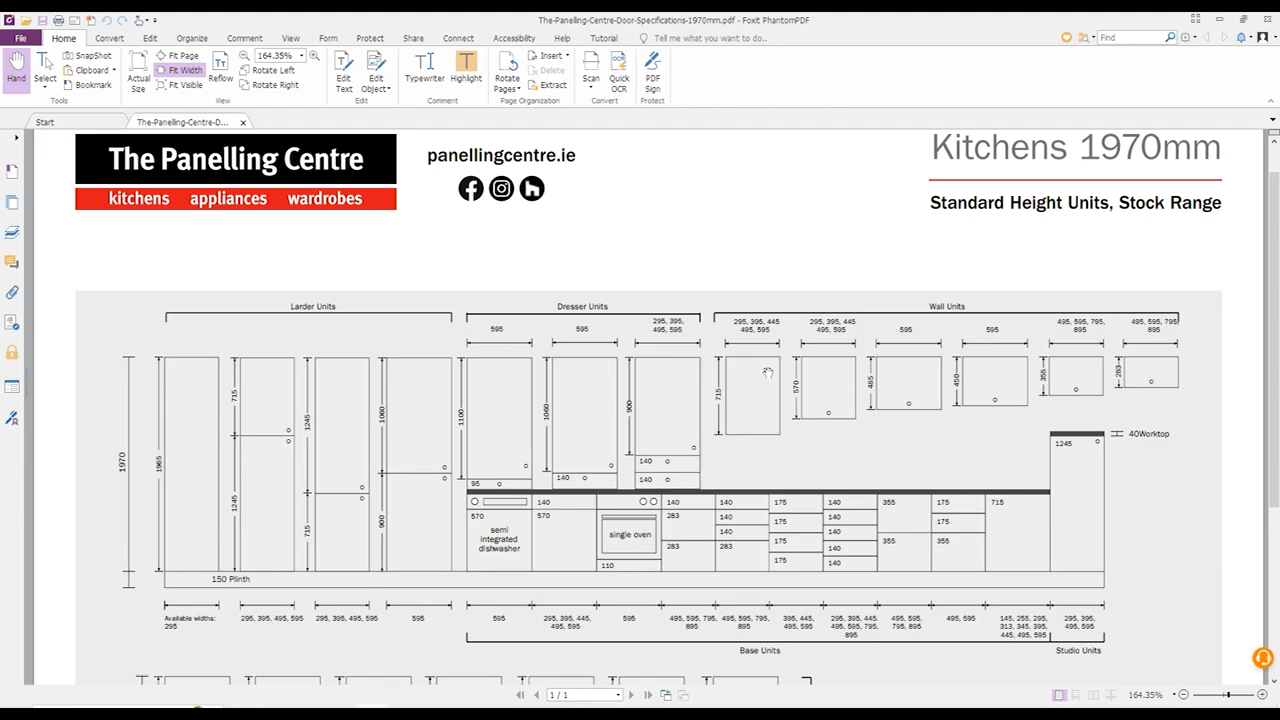 The-Panelling-Centre-Door-Specifications-1970mm.pdf - Foxit PhantomPDF
File Home Convert Edit Organize Comment View Form Protect Share Connect Accessibility Help Tutorial Tell me what you want to do... Find
Hand
Select
SnapShot
Clipboard
Bookmark
Tools
Actual Size
Fit Page
Fit Width
Fit Visible
Reflow
164.35%
Rotate Left
Rotate Right
View
Edit Text
Edit Object
Edit
Typewriter
Highlight
Comment
Rotate Pages
Insert
Delete
Extract
Page Organization
Scan
Quick OCR
Convert
PDF Sign
Protect
Start The-Panelling-Centre-D...
The Panelling Centre
kitchens appliances wardrobes
panellingcentre.ie
Kitchens 1970mm
Standard Height Units, Stock Range
Larder Units Dresser Units Wall Units
595 595 295, 395, 495, 595 295, 395, 445 495, 595 295, 395, 445 495, 595 595 595 495, 595, 795, 895 495, 595, 795, 895
1970 1965 715 1245 1245 715 1060 900 1100 1060 900 715 570 485 450 355 283
95 140 140 140
40Worktop
1245
570 semi integrated dishwasher
140 570
single oven 110
140 283 283
140 140 140 283
175 175 175 175
140 140 140 140 140
355 355
175 175 355
715
150 Plinth
Available widths: 295
295, 395, 495, 595
295, 395, 495, 595
595
595
295, 395, 445, 495, 595
595
495, 595, 795, 895
495, 595, 795, 895
395, 445, 495, 595
295, 395, 445, 495, 595, 795, 895
495, 595, 795, 895
495, 595
145, 255, 295, 313, 345, 395, 445, 495, 595
295, 395, 495, 595
Base Units Studio Units
1 / 1 164.35%